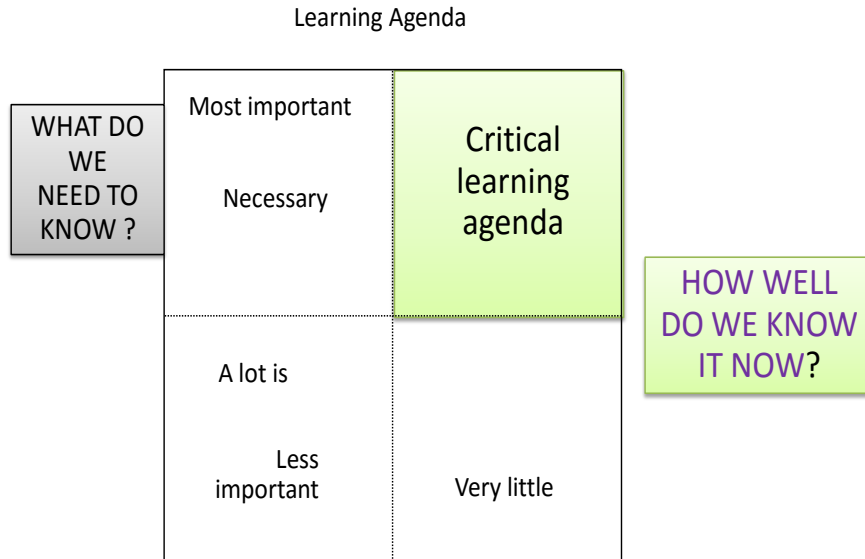 Learning Agenda
Most important
WHAT DO
WE
NEED TO
KNOW ?
Necessary
Critical
learning
agenda
HOW WELL
DO WE KNOW
IT NOW?
A lot is
Less
important
Very little